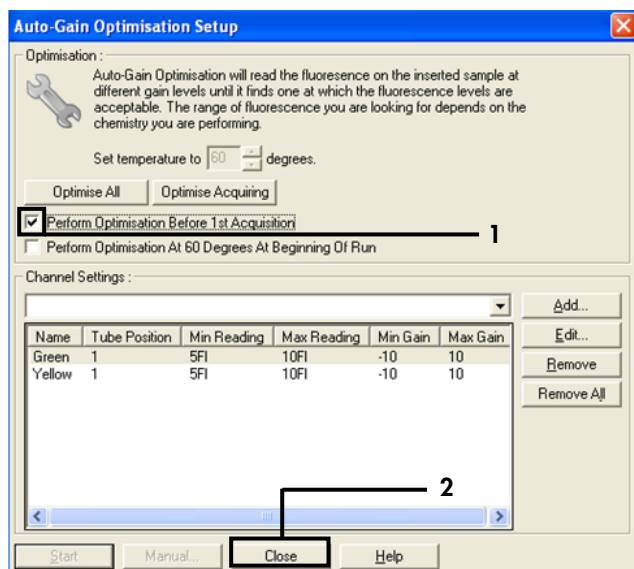 Auto-Gain Optimisation Setup
Optimisation :
Auto-Gain Optimisation will read the fluoresence on the inserted sample at
different gain levels until it finds one at which the fluorescence levels are
acceptable. The range of fluorescence you are looking for depends on the
chemistry you are performing.
Set temperature to 60 degrees.
Optimise All Optimise Acquiring
Perform Optimisation Before 1st Acquisition
1
Perform Optimisation At 60 Degrees At Beginning Of Run
Channel Settings :
Add...
Name Tube Position Min Reading Max Reading Min Gain Max Gain
Edit...
Green 1 5Fl 10Fl -10 10
Yellow 1 5Fl 10Fl -10 10
Remove
Remove All
2
Start Manual... Close Help